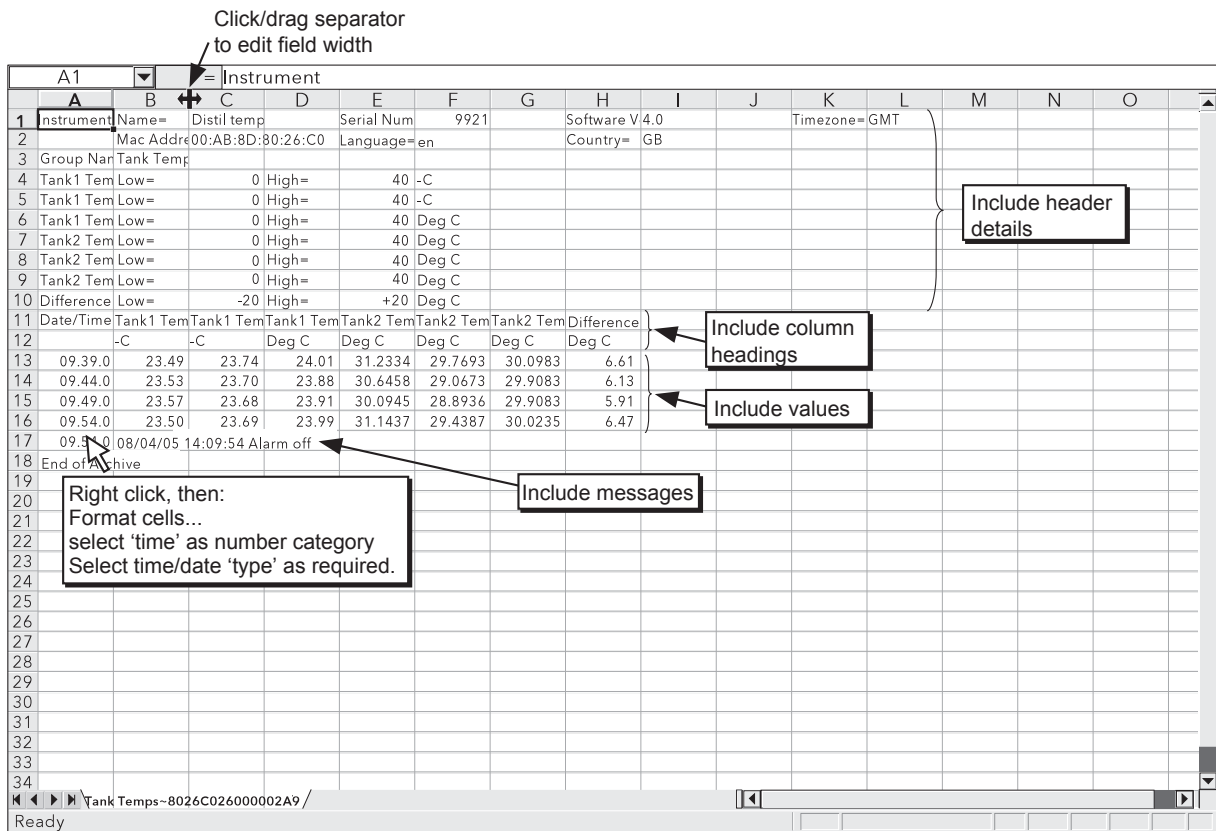 Click/drag separator
to edit field width
A1 = Instrument
A B C D E F G H I J K L M N O
1 Instrument Name= Distil temp Serial Num 9921 Software V 4.0 Timezone= GMT
2 Mac Addre 00:AB:8D:80:26:C0 Language= en Country= GB
3 Group Nan Tank Temp
4 Tank1 Tem Low= 0 High= 40 -C
5 Tank1 Tem Low= 0 High= 40 -C
6 Tank1 Tem Low= 0 High= 40 Deg C
7 Tank2 Tem Low= 0 High= 40 Deg C
8 Tank2 Tem Low= 0 High= 40 Deg C
9 Tank2 Tem Low= 0 High= 40 Deg C
10 Difference Low= -20 High= +20 Deg C
Include header
details
11 Date/Time Tank1 Tem Tank1 Tem Tank1 Tem Tank2 Tem Tank2 Tem Tank2 Tem Difference
12 -C -C Deg C Deg C Deg C Deg C Deg C
Include column
headings
13 09.39.0 23.49 23.74 24.01 31.2334 29.7693 30.0983 6.61
14 09.44.0 23.53 23.70 23.88 30.6458 29.0673 29.9083 6.13
15 09.49.0 23.57 23.68 23.91 30.0945 28.8936 29.9083 5.91
16 09.54.0 23.50 23.69 23.99 31.1437 29.4387 30.0235 6.47
Include values
17 09.54.0 08/04/05 14:09:54 Alarm off
18 End of Archive
Include messages
Right click, then:
Format cells...
select ‘time’ as number category
Select time/date ‘type’ as required.
19
20
21
22
23
24
25
26
27
28
29
30
31
32
33
34
Tank Temps~8026C026000002A9
Ready